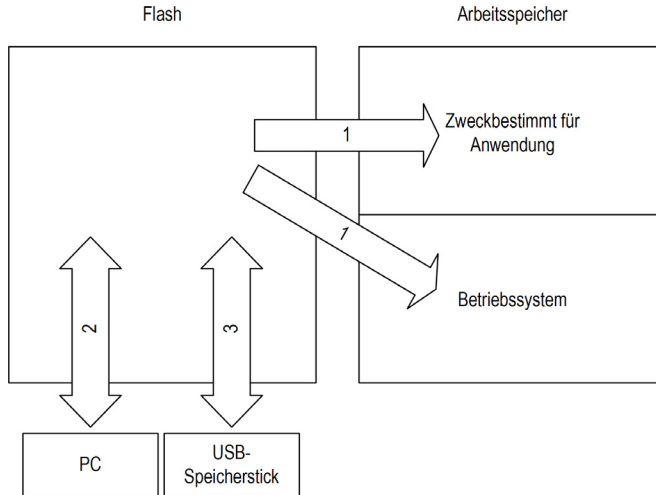 Flash
Arbeitsspeicher
1
Zweckbestimmt für
Anwendung
1
Betriebssystem
2
3
PC
USB-
Speicherstick